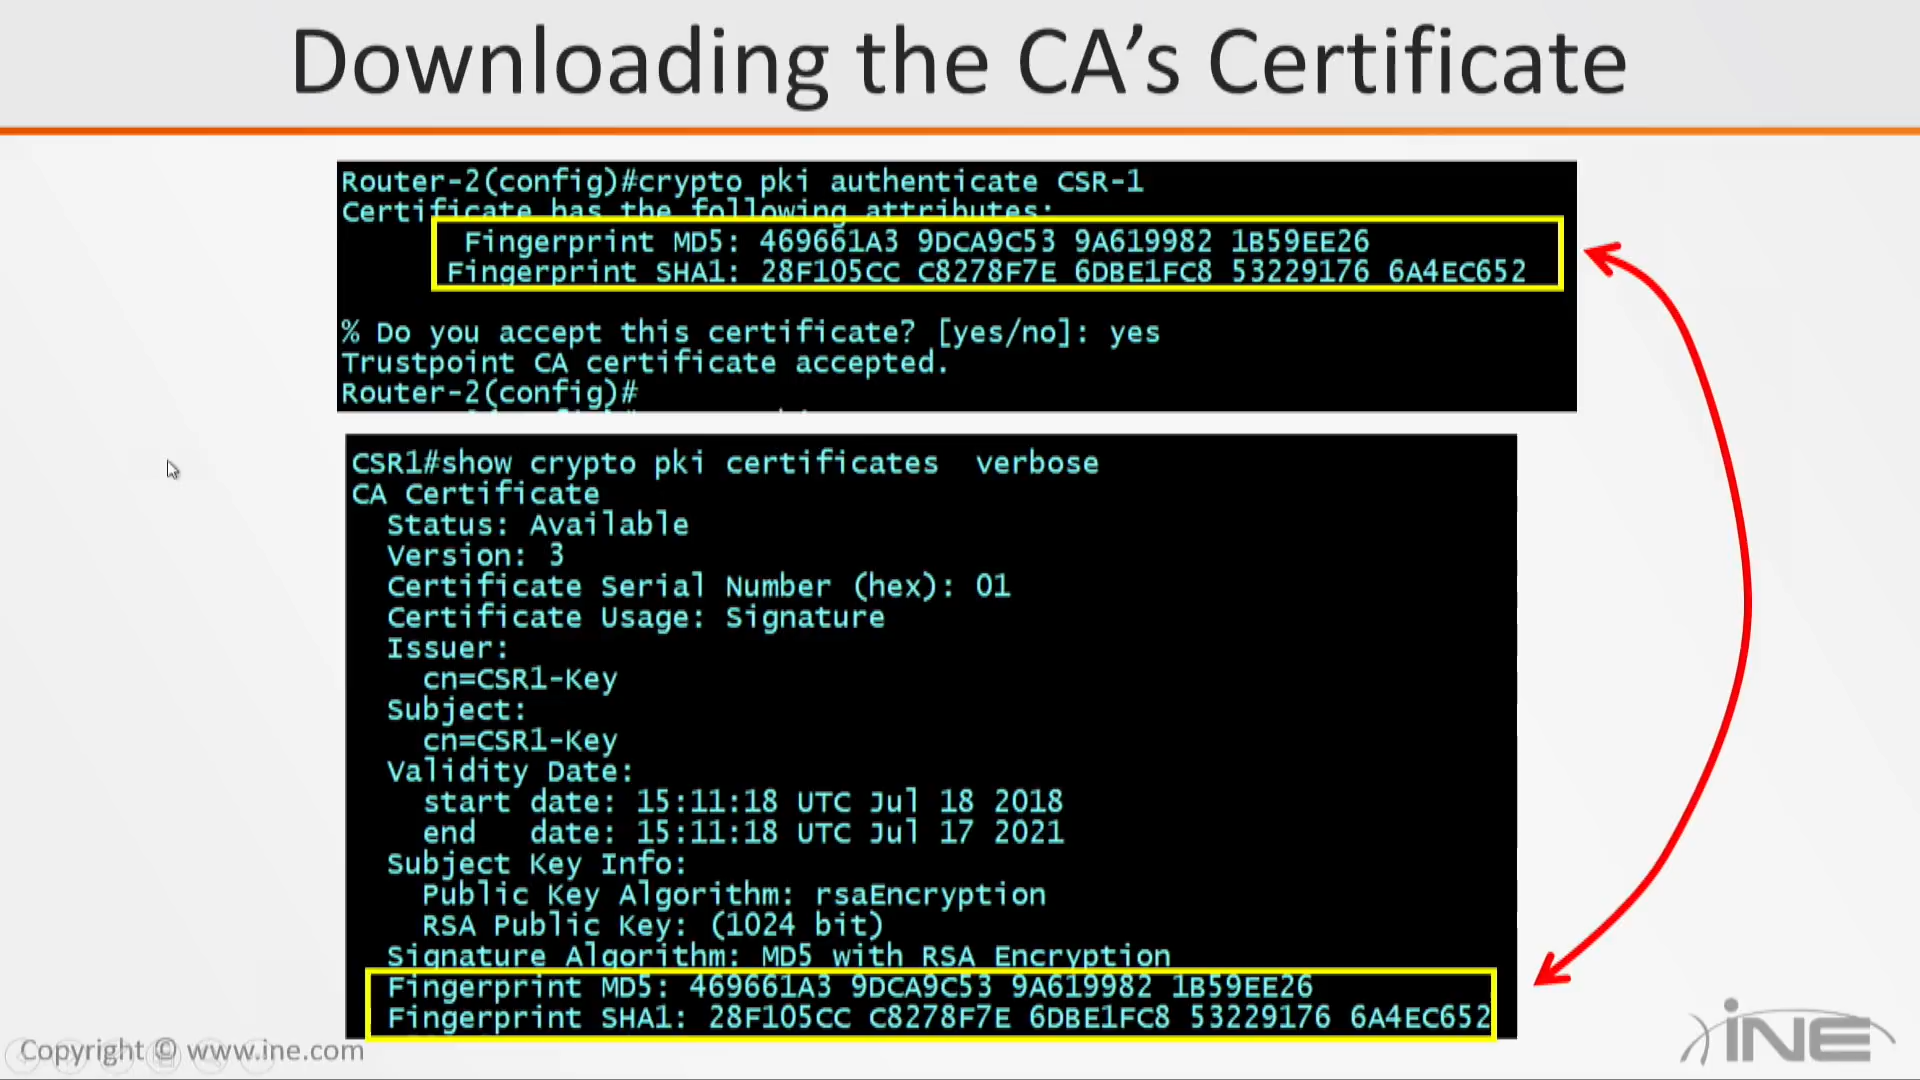 Downloading the CA’s Certificate
Router-2(config)#crypto pki authenticate CSR-1
Certificate has the following attributes:
Fingerprint MD5: 469661A3 9DCA9C53 9A619982 1B59EE26
Fingerprint SHA1: 28F105CC C8278F7E 6DBE1FC8 53229176 6A4EC652
% Do you accept this certificate? [yes/no]: yes
Trustpoint CA certificate accepted.
Router-2(config)#
CSR1#show crypto pki certificates  verbose
CA Certificate
Status: Available
Version: 3
Certificate Serial Number (hex): 01
Certificate Usage: Signature
Issuer:
cn=CSR1-Key
Subject:
cn=CSR1-Key
Validity Date:
start date: 15:11:18 UTC Jul 18 2018
end   date: 15:11:18 UTC Jul 17 2021
Subject Key Info:
Public Key Algorithm: rsaEncryption
RSA Public Key: (1024 bit)
Signature Algorithm: MD5 with RSA Encryption
Fingerprint MD5: 469661A3 9DCA9C53 9A619982 1B59EE26
Fingerprint SHA1: 28F105CC C8278F7E 6DBE1FC8 53229176 6A4EC652
Copyright © www.ine.com
iNE